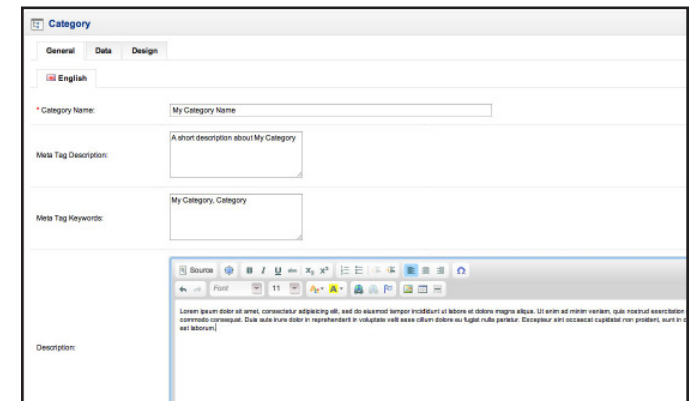 Category
General Data Design
English
* Category Name: My Category Name
Meta Tag Description: A short description about My Category
Meta Tag Keywords: My Category, Category
Source B I U abc X₂ X² Ω
Font 11 A A
Lorem ipsum dolor sit amet, consectetur adipisicing elit, sed do eiusmod tempor incididunt ut labore et dolore magna aliqua. Ut enim ad minim veniam, quis nostrud exercitation
commodo consequat. Duis aute irure dolor in reprehenderit in voluptate velit esse cillum dolore eu fugiat nulla pariatur. Excepteur sint occaecat cupidatat non proident, sunt in c
est laborum.
Description: